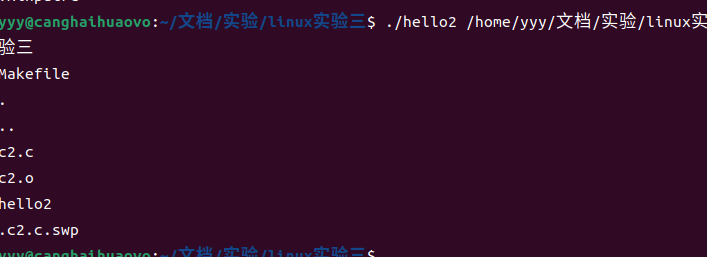 yyy@canghaihuaovo:~/文档/实验/linux实验三$ ./hello2 /home/yyy/文档/实验/linux实
验三
Makefile
.
..
c2.c
c2.o
hello2
.c2.c.swp
yyy@canghaihuaovo:~/文档/实验/linux实验三$